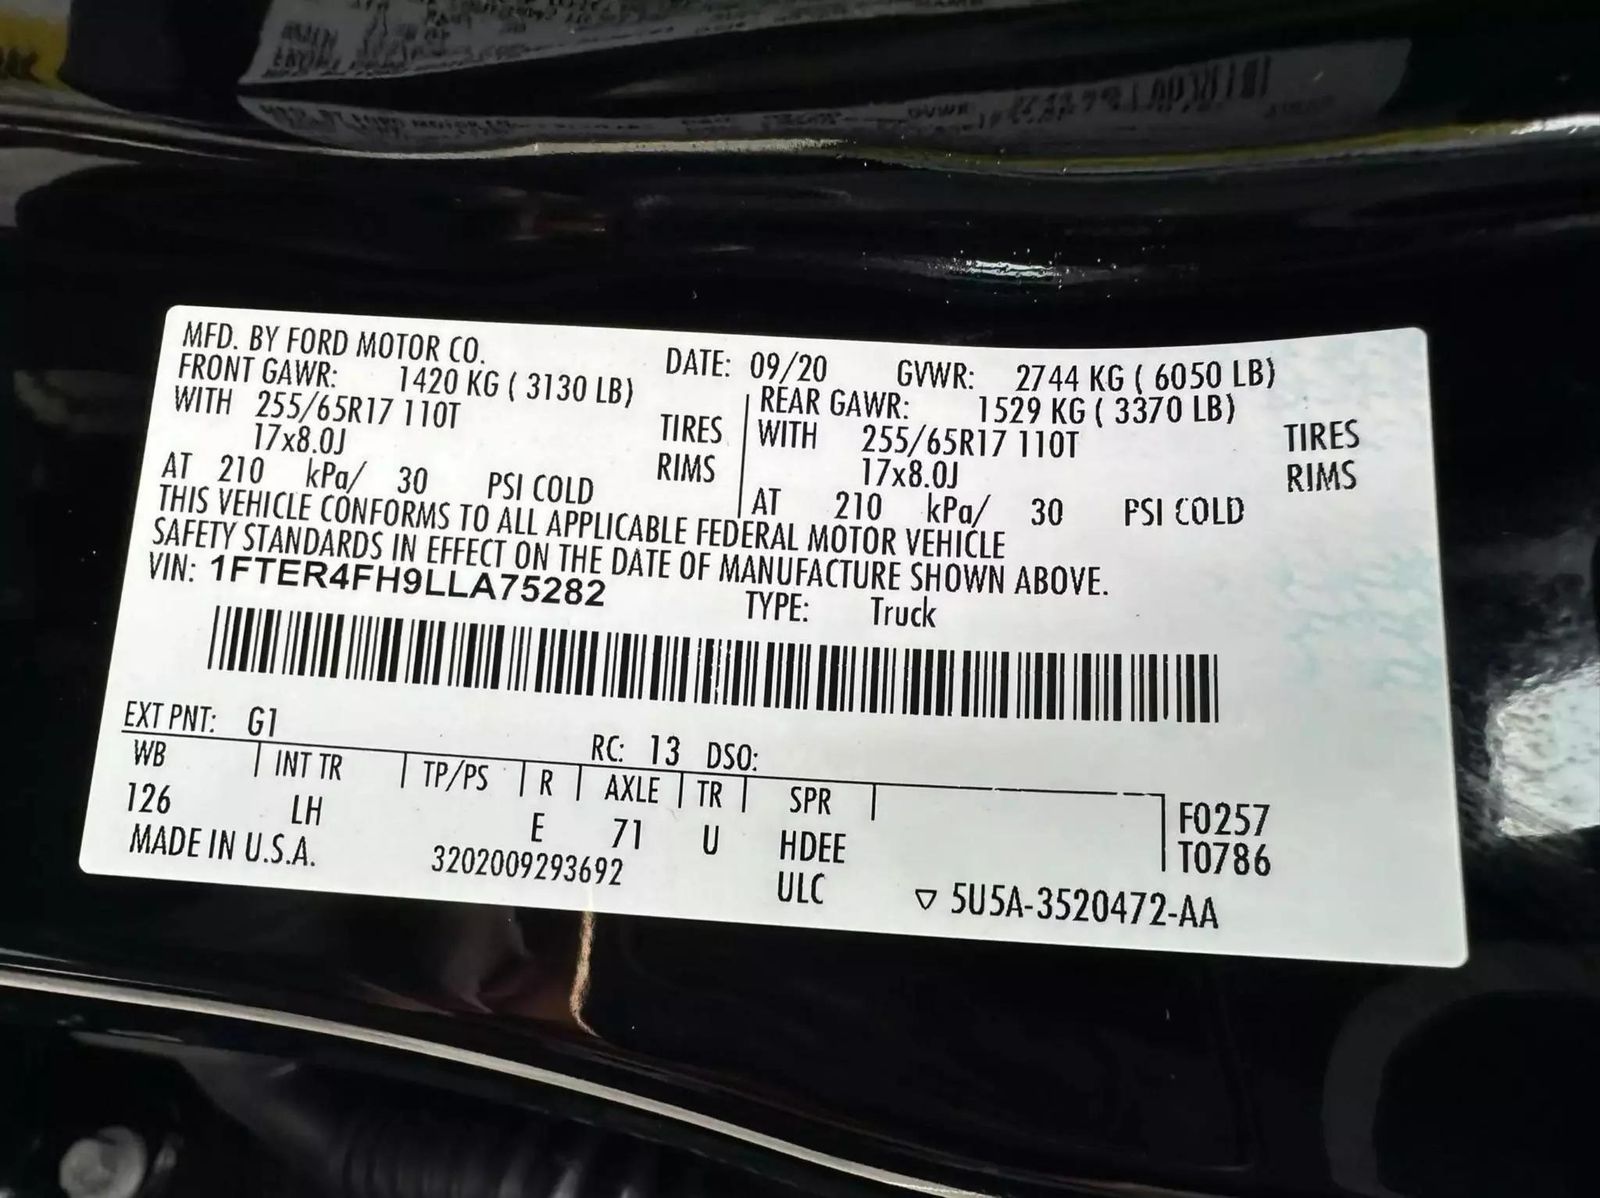 MFD. BY FORD MOTOR CO. DATE: 09/20 GVWR: 2744 KG ( 6050 LB)
FRONT GAWR: 1420 KG ( 3130 LB) REAR GAWR: 1529 KG ( 3370 LB)
WITH 255/65R17 110T TIRES WITH 255/65R17 110T TIRES
17x8.0J RIMS 17x8.0J RIMS
AT 210 kPa/ 30 PSI COLD AT 210 kPa/ 30 PSI COLD
THIS VEHICLE CONFORMS TO ALL APPLICABLE FEDERAL MOTOR VEHICLE
SAFETY STANDARDS IN EFFECT ON THE DATE OF MANUFACTURE SHOWN ABOVE.
VIN: 1FTER4FH9LLA75282 TYPE: Truck
EXT PNT: G1 RC: 13 DSO:
WB INT TR TP/PS R AXLE TR SPR F0257
126 LH E 71 U HDEE T0786
MADE IN U.S.A. 3202009293692 ULC ▽ 5U5A-3520472-AA